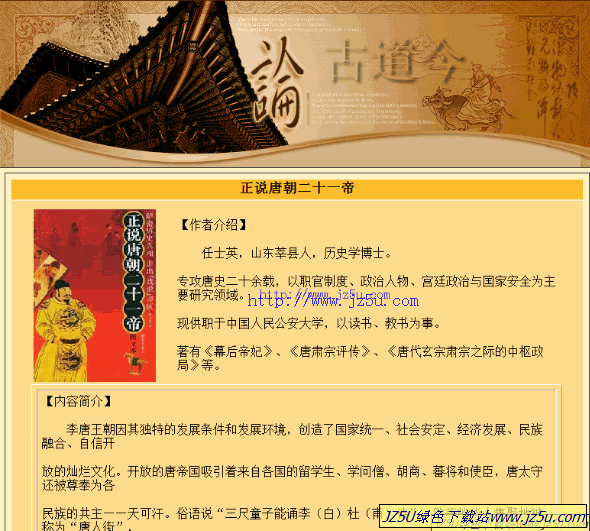 論
古道今
正说唐朝二十一帝
正说唐朝二十一帝
【作者介绍】
任士英，山东莘县人，历史学博士。
专攻唐史二十余载，以职官制度、政治人物、宫廷政治与国家安全为主
要研究领域。 http://www.jz5u.com
http://www.jz5u.com
现供职于中国人民公安大学，以读书、教书为事。
著有《幕后帝妃》、《唐肃宗评传》、《唐代玄宗肃宗之际的中枢政
局》等。
【内容简介】
李唐王朝因其独特的发展条件和发展环境，创造了国家统一、社会安定、经济发展、民族
融合、自信开
放的灿烂文化。开放的唐帝国吸引着来自各国的留学生、学问僧、胡商、蕃将和使臣，唐太宇
还被尊奉为各
民族的共主——天可汗。俗语说“三尺童子能诵李（白）杜（甫
称为“唐人街”，
JZ5U绿色下载站www.jz5u.com